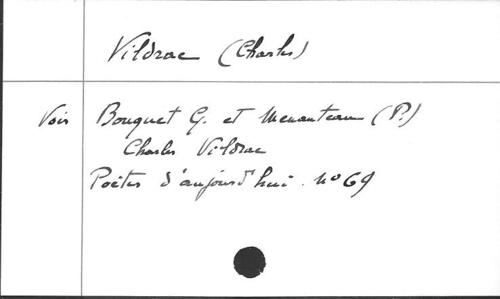 Vildrac (Charles)
Voir Bouquet G. et Menanteau (P.)
Charles Vildrac
Poètes d'aujourd'hui. N° 69